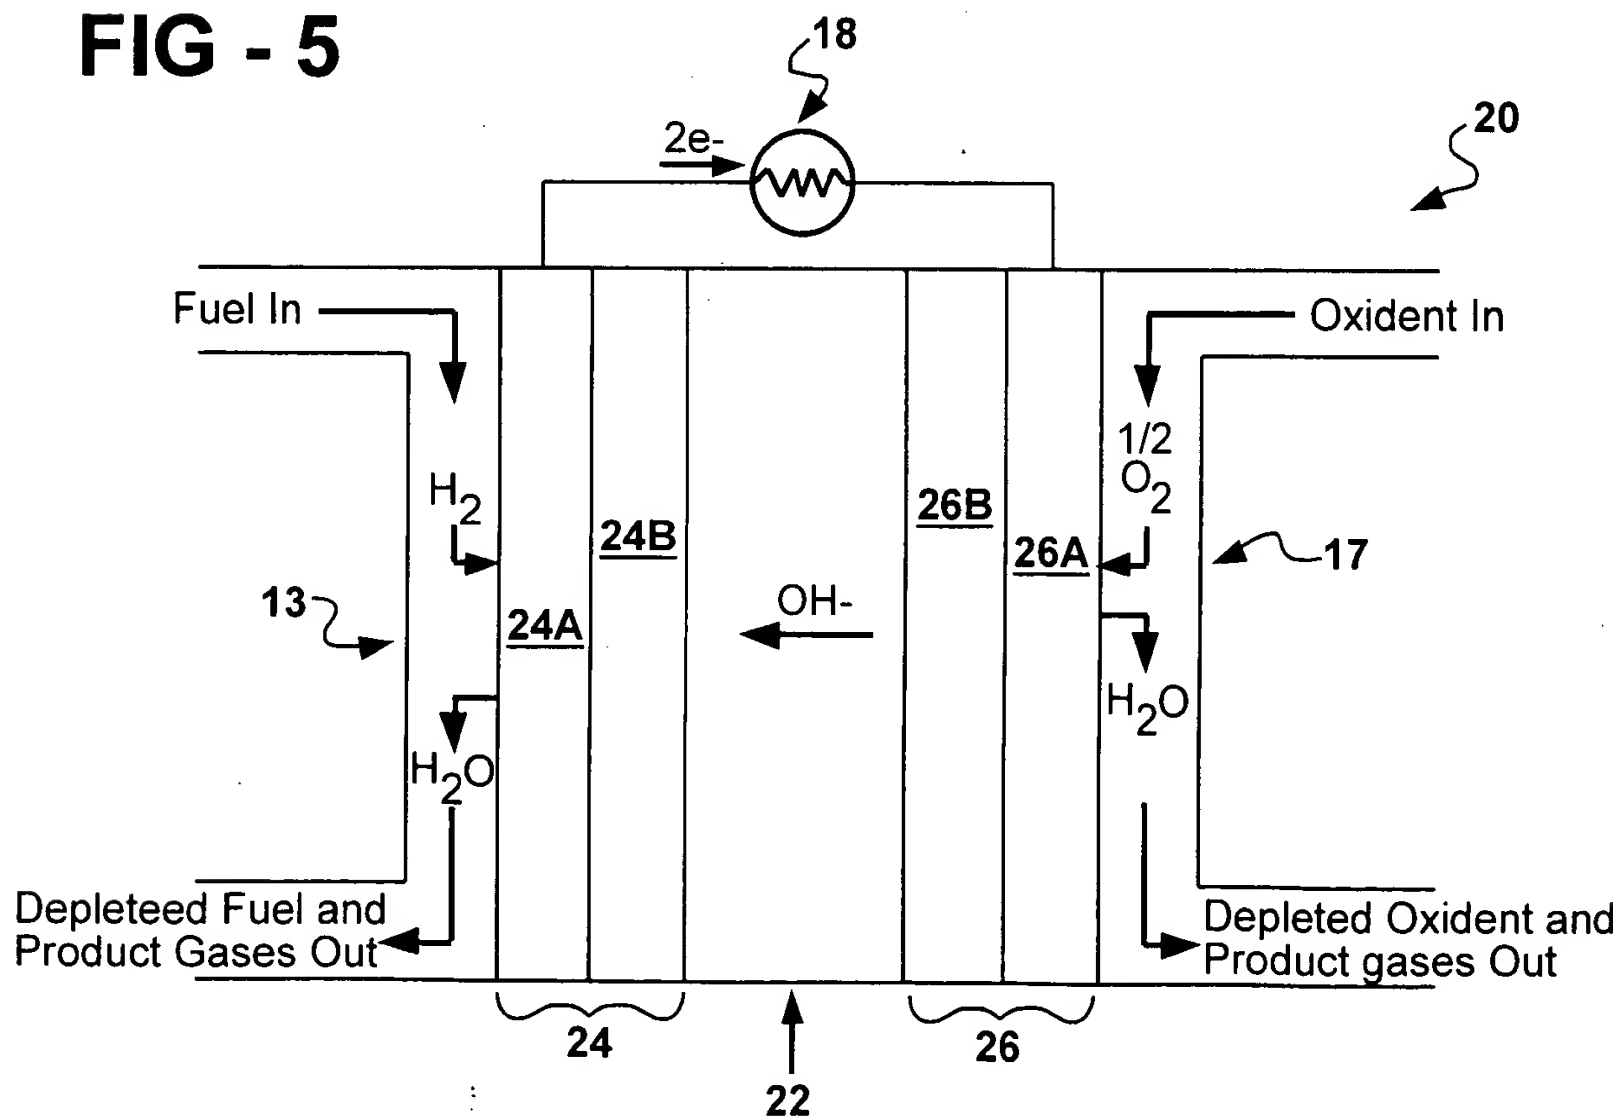 FIG - 5
18
20
2e-
Fuel In
Oxident In
1/2
O2
H2
26B
24B
26A
17
13
OH-
24A
H2O
H2O
Depleteed Fuel and
Product Gases Out
Depleted Oxident and
Product gases Out
24
26
22